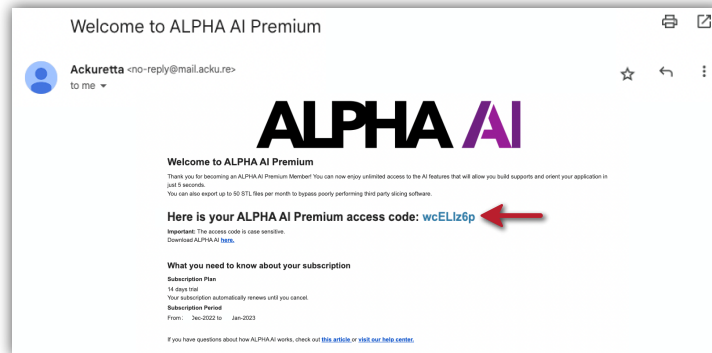 Welcome to ALPHA AI Premium
Ackuretta <no-reply@mail.acku.re>
to me
ALPHA AI
Welcome to ALPHA AI Premium
Thank you for becoming an ALPHA AI Premium Member! You can now enjoy unlimited access to the AI features that will allow you build supports and orient your application in
just 5 seconds.
You can also export up to 50 STL files per month to bypass poorly performing third party slicing software.
Here is your ALPHA AI Premium access code: wcELlz6p
Important: The access code is case sensitive.
Download ALPHA AI here.
What you need to know about your subscription
Subscription Plan
14 days trial
Your subscription automatically renews until you cancel.
Subscription Period
From: Dec-2022 to Jan-2023
If you have questions about how ALPHA AI works, check out this article or visit our help center.